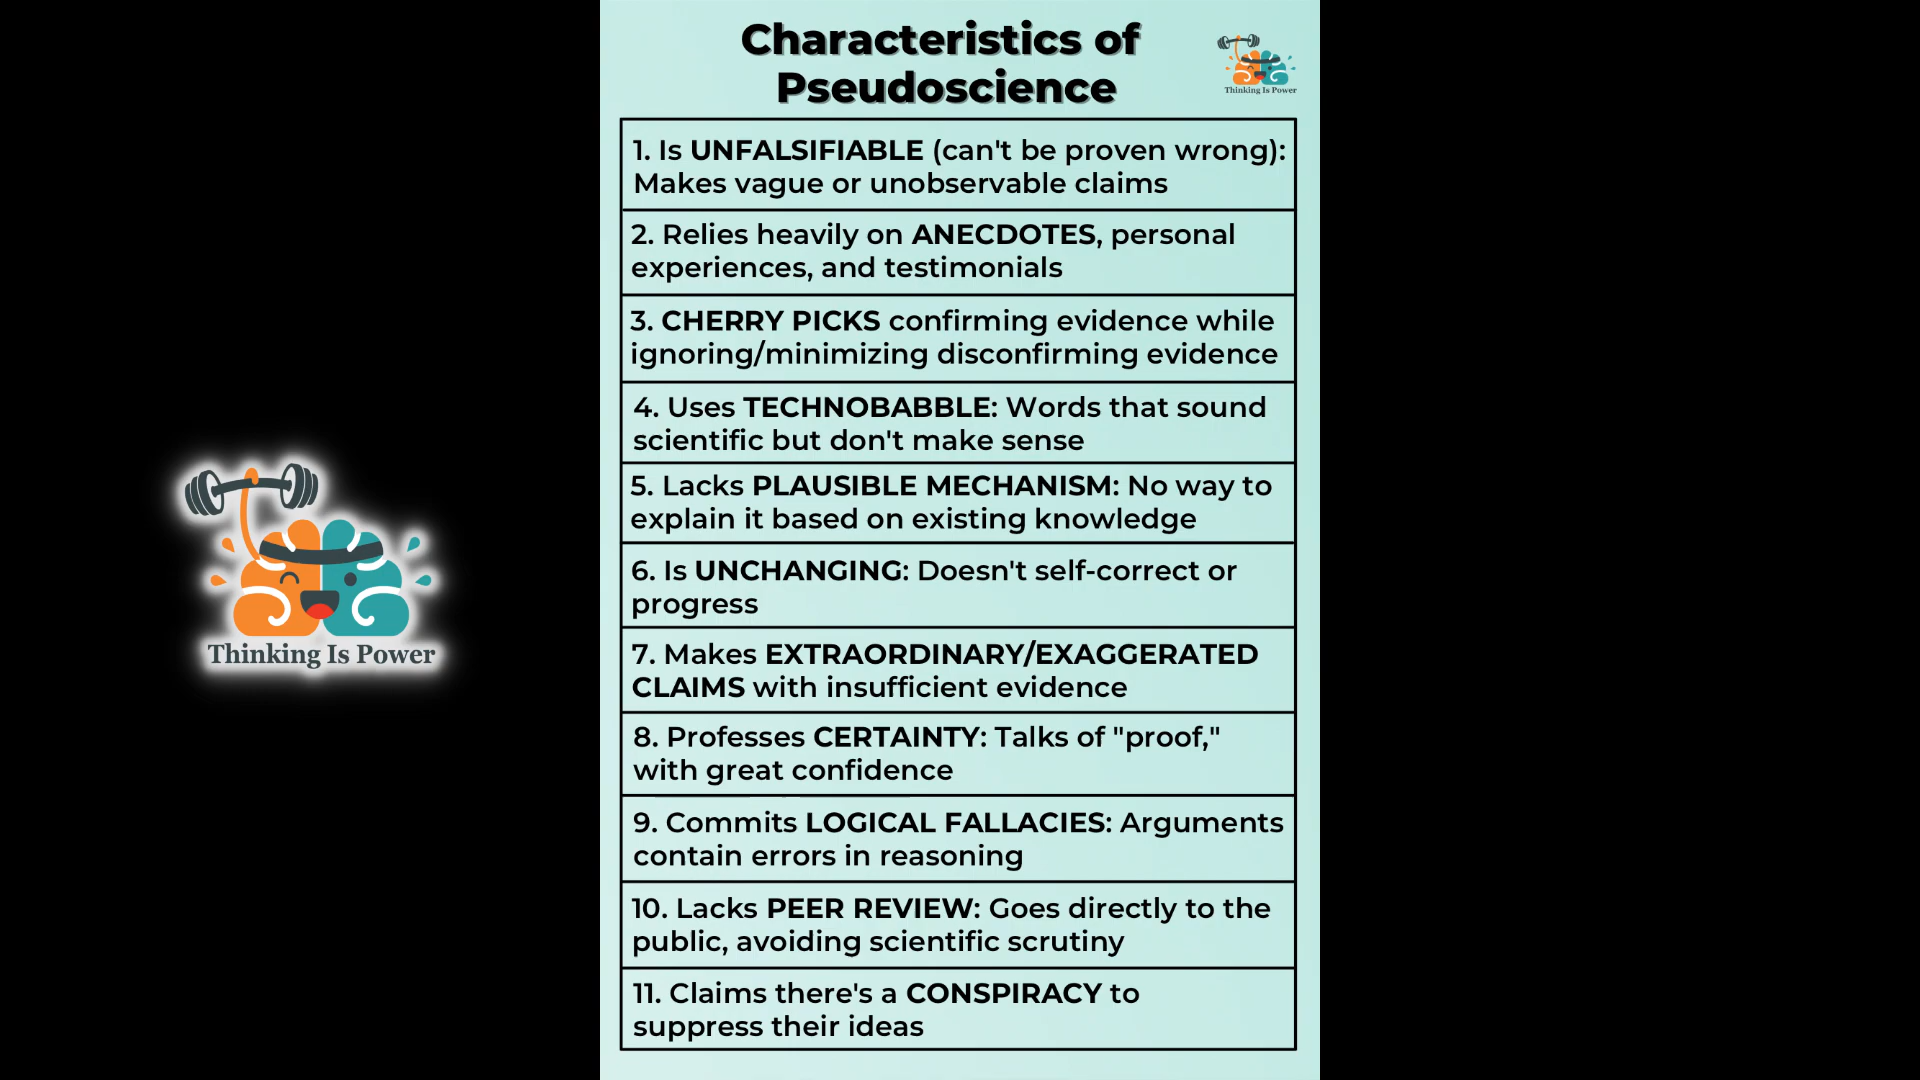 Characteristics of
Pseudoscience
Thinking Is Power
1. Is UNFALSIFIABLE (can't be proven wrong):
Makes vague or unobservable claims
2. Relies heavily on ANECDOTES, personal
experiences, and testimonials
3. CHERRY PICKS confirming evidence while
ignoring/minimizing disconfirming evidence
4. Uses TECHNOBABBLE: Words that sound
scientific but don't make sense
5. Lacks PLAUSIBLE MECHANISM: No way to
explain it based on existing knowledge
6. Is UNCHANGING: Doesn't self-correct or
progress
7. Makes EXTRAORDINARY/EXAGGERATED
CLAIMS with insufficient evidence
8. Professes CERTAINTY: Talks of "proof,"
with great confidence
9. Commits LOGICAL FALLACIES: Arguments
contain errors in reasoning
10. Lacks PEER REVIEW: Goes directly to the
public, avoiding scientific scrutiny
11. Claims there's a CONSPIRACY to
suppress their ideas
Thinking Is Power